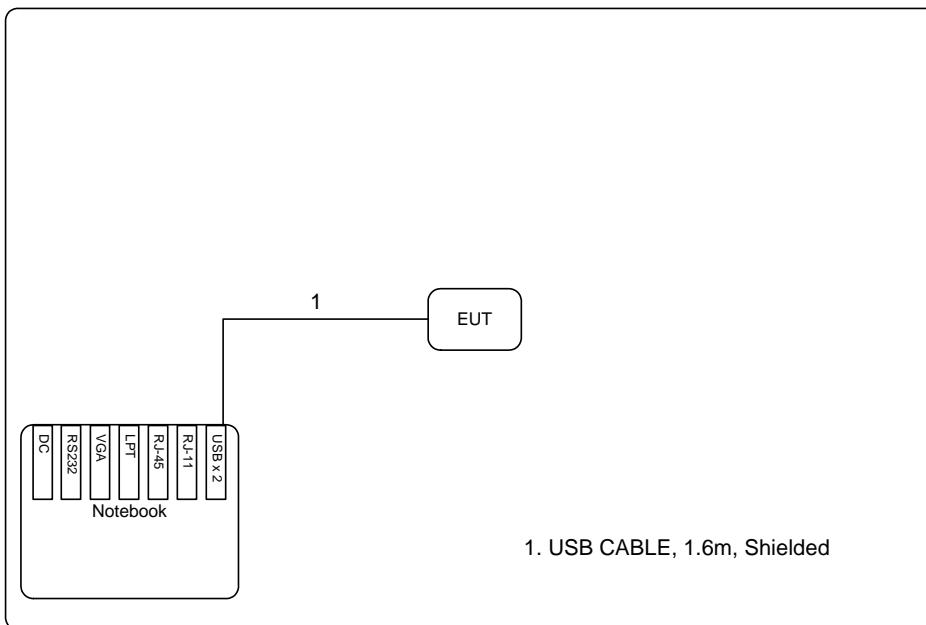 1
EUT
DC
RS232
VGA
LPT
RJ-45
RJ-11
USB x 2
Notebook
1. USB CABLE, 1.6m, Shielded